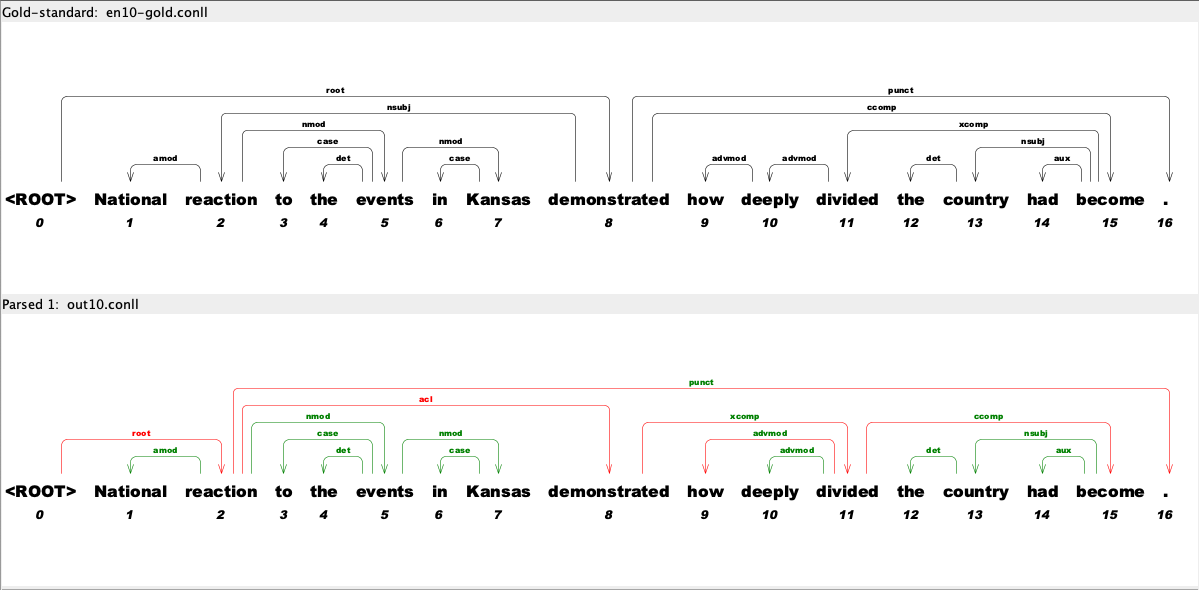 Gold-standard: en10-gold.conll
root punct
nsubj ccomp
nmod xcomp
case nmod nsubj
amod det case advmod advmod det aux
<ROOT> National reaction to the events in Kansas demonstrated how deeply divided the country had become .
0 1 2 3 4 5 6 7 8 9 10 11 12 13 14 15 16
Parsed 1: out10.conll
punct
acl
nmod xcomp ccomp
root case nmod advmod nsubj
amod det case advmod det aux
<ROOT> National reaction to the events in Kansas demonstrated how deeply divided the country had become .
0 1 2 3 4 5 6 7 8 9 10 11 12 13 14 15 16